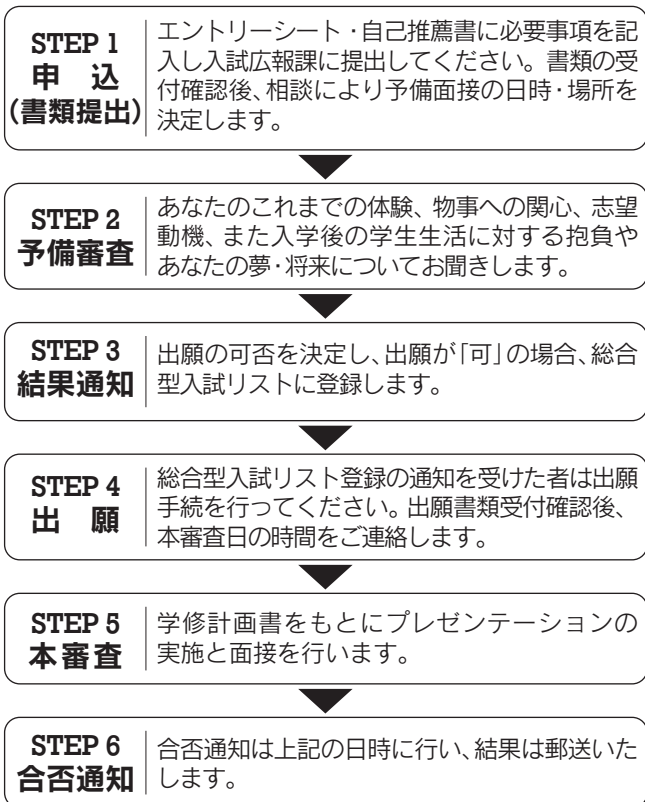 STEP 1
申 込
(書類提出)
エントリーシート・自己推薦書に必要事項を記
入し入試広報課に提出してください。書類の受
付確認後、相談により予備面接の日時・場所を
決定します。
STEP 2
予備審査
あなたのこれまでの体験、物事への関心、志望
動機、また入学後の学生生活に対する抱負や
あなたの夢・将来についてお聞きします。
STEP 3
結果通知
出願の可否を決定し、出願が「可」の場合、総合
型入試リストに登録します。
STEP 4
出 願
総合型入試リスト登録の通知を受けた者は出願
手続を行ってください。出願書類受付確認後、
本審査日の時間をご連絡します。
STEP 5
本審査
学修計画書をもとにプレゼンテーションの
実施と面接を行います。
STEP 6
合否通知
合否通知は上記の日時に行い、結果は郵送いた
します。